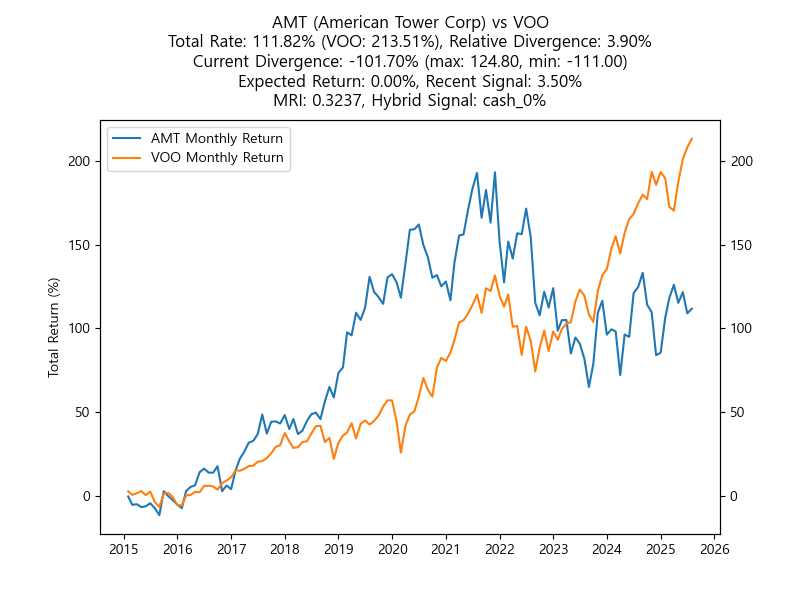 AMT (American Tower Corp) vs VOO
Total Rate: 111.82% (VOO: 213.51%), Relative Divergence: 3.90%
Current Divergence: -101.70% (max: 124.80, min: -111.00)
Expected Return: 0.00%, Recent Signal: 3.50%
MRI: 0.3237, Hybrid Signal: cash_0%
AMT Monthly Return
VOO Monthly Return
Total Return (%)
200
150
100
50
0
200
150
100
50
0
2015 2016 2017 2018 2019 2020 2021 2022 2023 2024 2025 2026